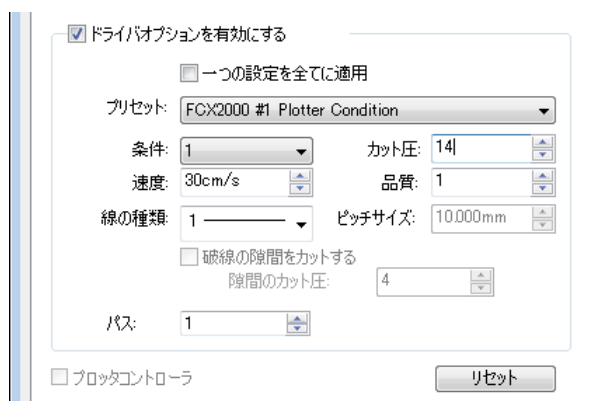 ドライバオプションを有効にする
一つの設定を全てに適用
プリセット: FCX2000 #1 Plotter Condition
条件: 1 カット圧: 14
速度: 30cm/s 品質: 1
線の種類: 1 ピッチサイズ: 10.000mm
破線の隙間をカットする
隙間のカット圧: 4
パス: 1
プロッタコントローラ リセット